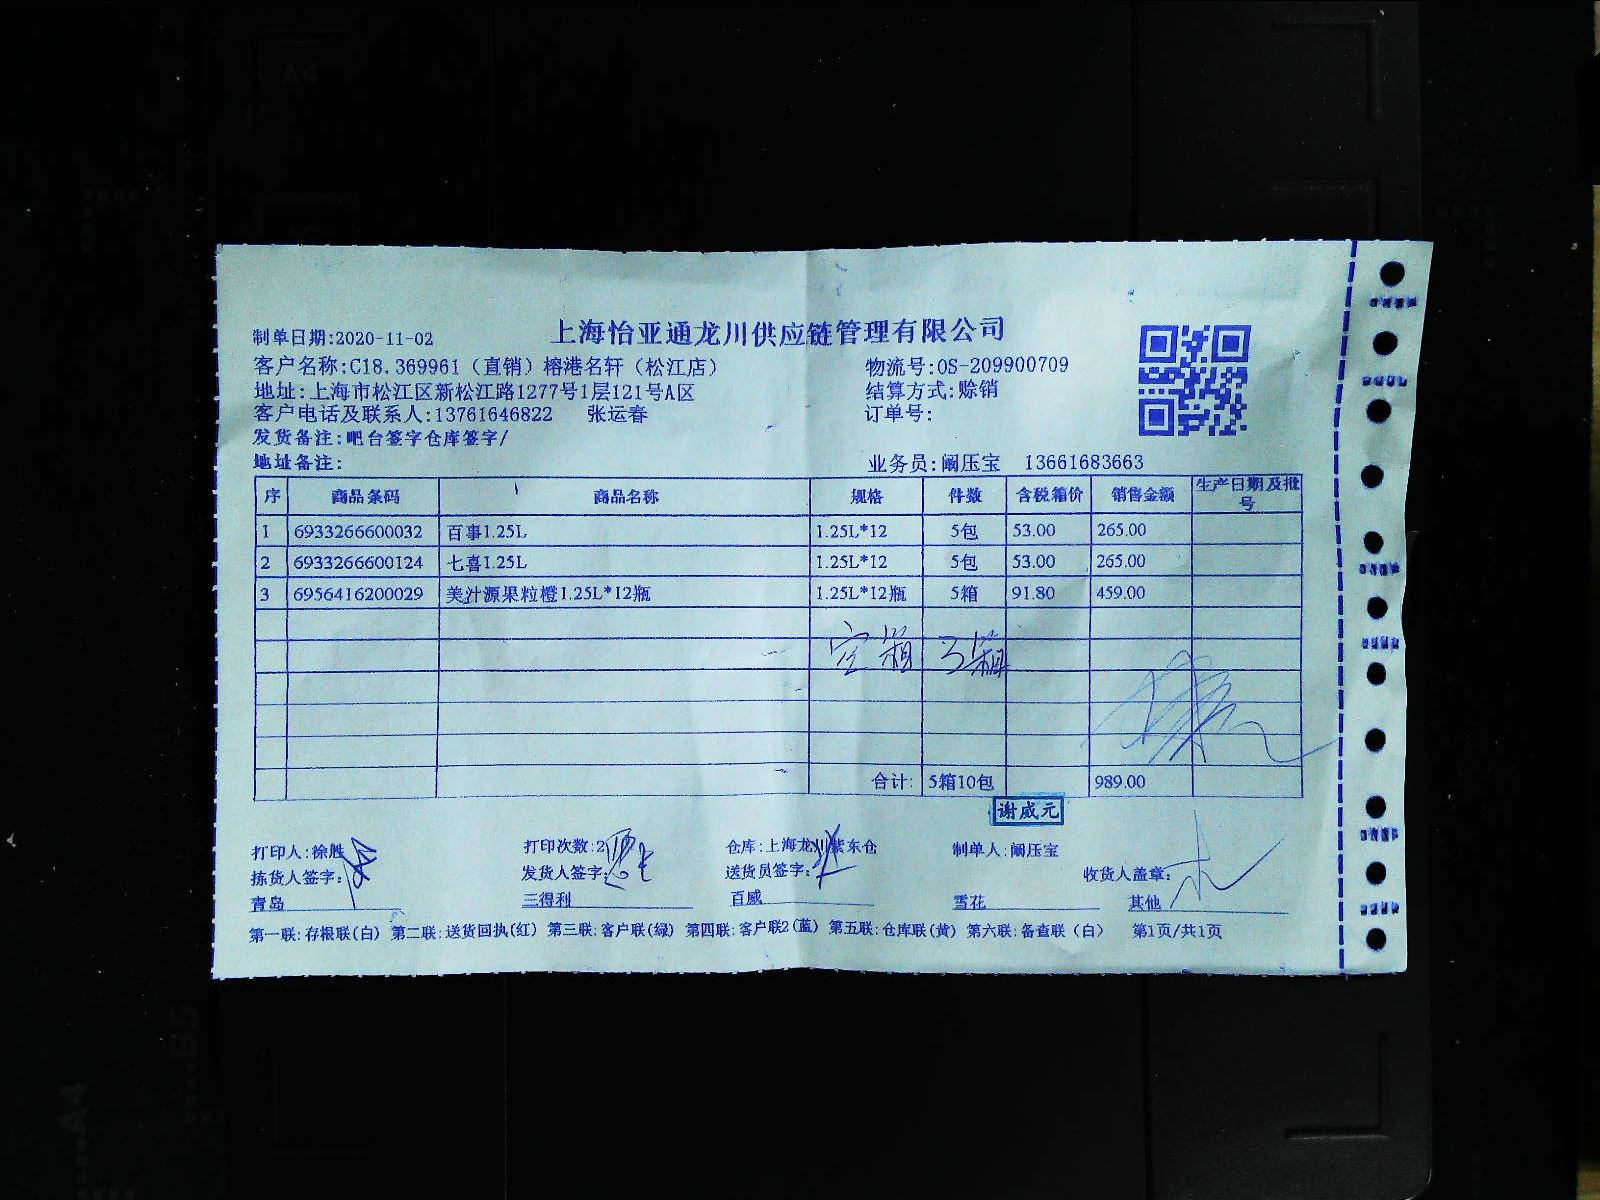 上海怡亚通龙川供应链管理有限公司
制单日期:2020-11-02
客户名称:C18.369961（直销）榕港名轩（松江店） 物流号:OS-209900709
地址:上海市松江区新松江路1277号1层121号A区 结算方式:赊销
客户电话及联系人:13761646822 张运春 订单号:
发货备注:吧台签字仓库签字/
地址备注: 业务员:阚压宝 13661683663
序 商品条码 商品名称 规格 件数 含税箱价 销售金额 生产日期及批号
1 6933266600032 百事1.25L 1.25L*12 5包 53.00 265.00
2 6933266600124 七喜1.25L 1.25L*12 5包 53.00 265.00
3 6956416200029 美汁源果粒橙1.25L*12瓶 1.25L*12瓶 5箱 91.80 459.00
空箱 3箱
合计: 5箱10包 989.00
谢威元
打印人:徐胜 打印次数:2 仓库:上海龙川紫东仓 制单人:阚压宝
拣货人签字: 发货人签字: 送货员签字: 收货人盖章:
青岛 三得利 百威 雪花 其他
第一联:存根联(白) 第二联:送货回执(红) 第三联:客户联(绿) 第四联:客户联2(蓝) 第五联:仓库联(黄) 第六联:备查联（白） 第1页/共1页